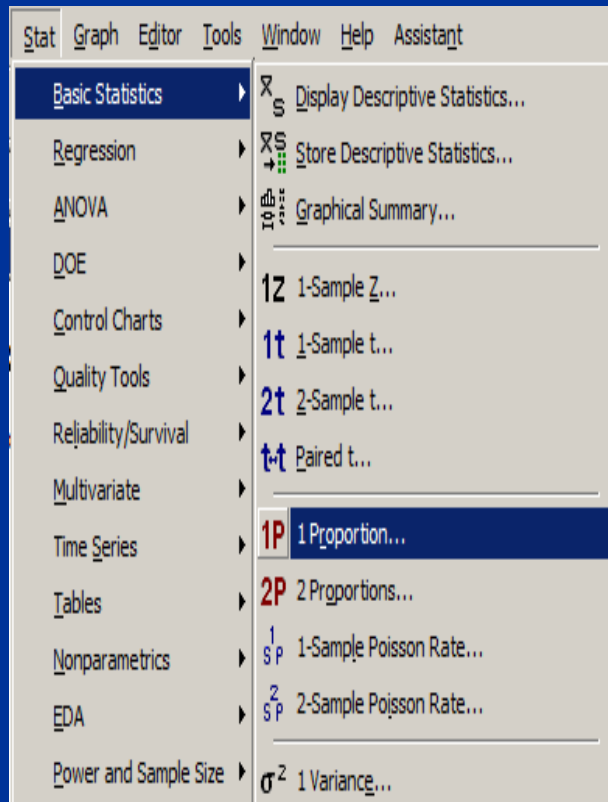 Stat Graph Editor Tools Window Help Assistant
Basic Statistics
Regression
ANOVA
DOE
Control Charts
Quality Tools
Reliability/Survival
Multivariate
Time Series
Tables
Nonparametrics
EDA
Power and Sample Size
X S Display Descriptive Statistics...
XS Store Descriptive Statistics...
Graphical Summary...
1Z 1-Sample Z...
1t 1-Sample t...
2t 2-Sample t...
t-t Paired t...
1P 1 Proportion...
2P 2 Proportions...
1 S P 1-Sample Poisson Rate...
2 S P 2-Sample Poisson Rate...
σ² 1 Variance...